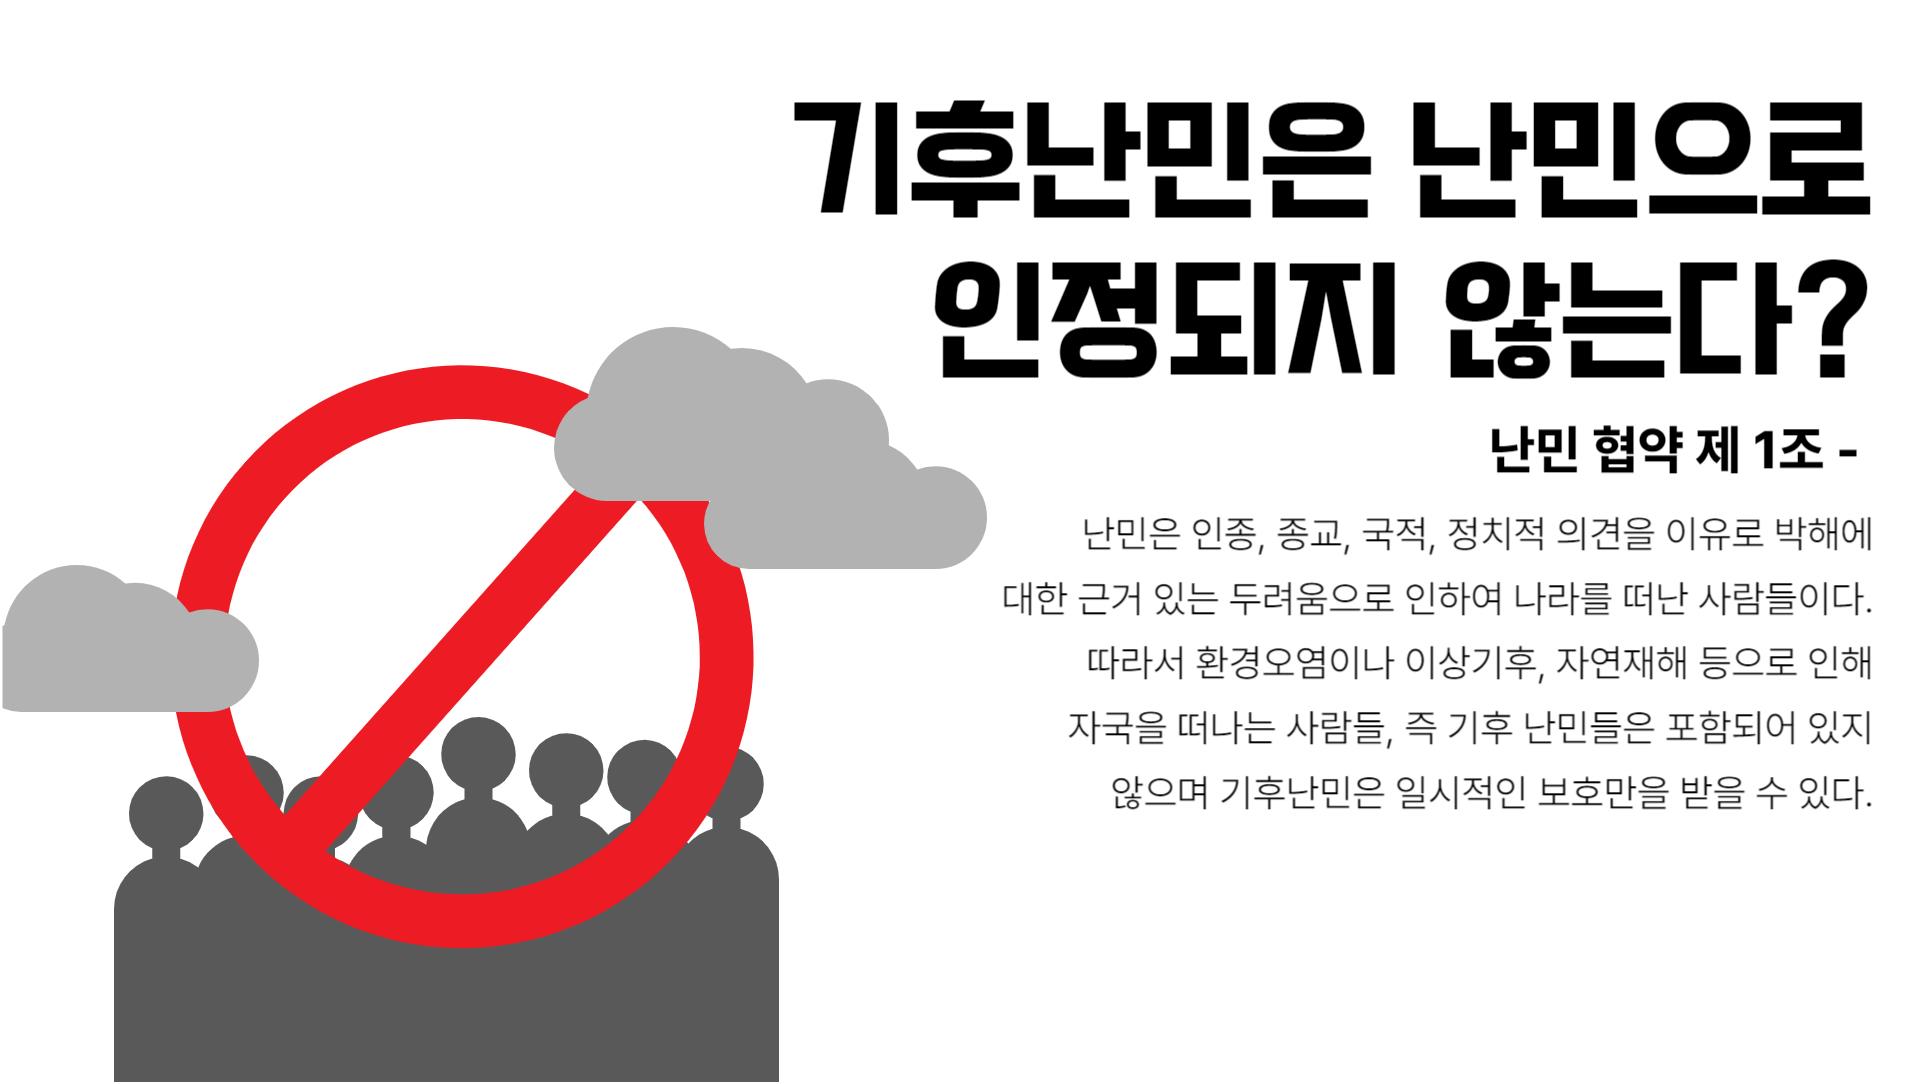 기후난민은 난민으로
인정되지 않는다?
난민 협약 제 1조 -
난민은 인종, 종교, 국적, 정치적 의견을 이유로 박해에
대한 근거 있는 두려움으로 인하여 나라를 떠난 사람들이다.
따라서 환경오염이나 이상기후, 자연재해 등으로 인해
자국을 떠나는 사람들, 즉 기후 난민들은 포함되어 있지
않으며 기후난민은 일시적인 보호만을 받을 수 있다.